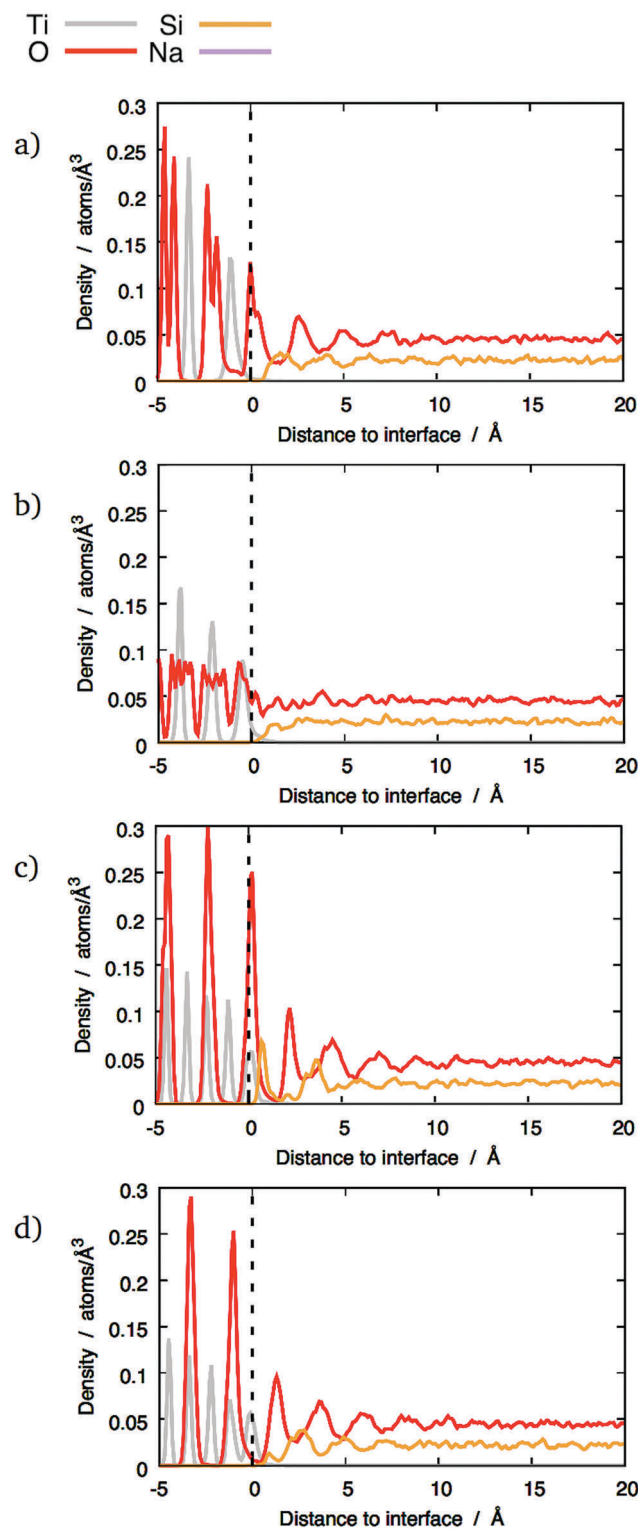 Ti Si
O Na
a)
0.3
0.25
0.2
0.15
0.1
0.05
0
Density / atoms/Å³
-5 0 5 10 15 20
Distance to interface / Å
b)
0.3
0.25
0.2
0.15
0.1
0.05
0
Density / atoms/Å³
-5 0 5 10 15 20
Distance to interface / Å
c)
0.3
0.25
0.2
0.15
0.1
0.05
0
Density / atoms/Å³
-5 0 5 10 15 20
Distance to interface / Å
d)
0.3
0.25
0.2
0.15
0.1
0.05
0
Density / atoms/Å³
-5 0 5 10 15 20
Distance to interface / Å